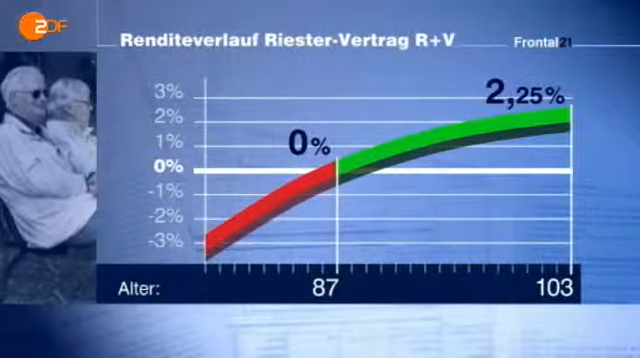 2DF
Renditeverlauf Riester-Vertrag R+V
Frontal21
3%
2%
1%
0%
-1%
-2%
-3%
0%
2,25%
Alter:
87
103